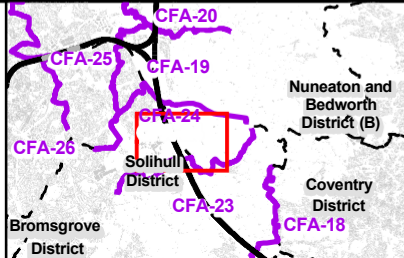 CFA-20
CFA-25
CFA-19
Nuneaton and
Bedworth
District (B)
CFA-24
CFA-26
Solihull
District
Coventry
District
CFA-23
CFA-18
Bromsgrove
District